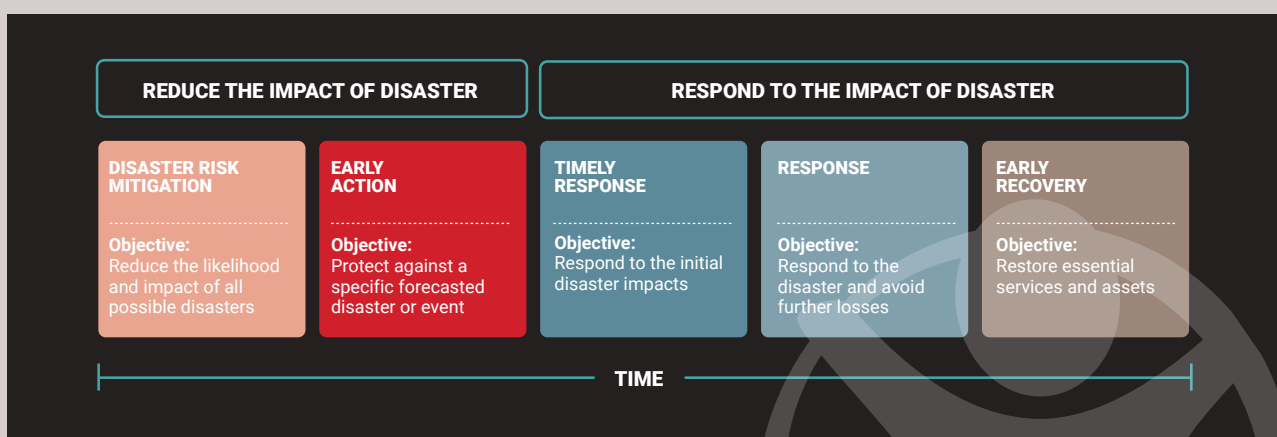 REDUCE THE IMPACT OF DISASTER
RESPOND TO THE IMPACT OF DISASTER
DISASTER RISK
MITIGATION
Objective:
Reduce the likelihood
and impact of all
possible disasters
EARLY
ACTION
Objective:
Protect against a
specific forecasted
disaster or event
TIMELY
RESPONSE
Objective:
Respond to the initial
disaster impacts
RESPONSE
Objective:
Respond to the
disaster and avoid
further losses
EARLY
RECOVERY
Objective:
Restore essential
services and assets
TIME